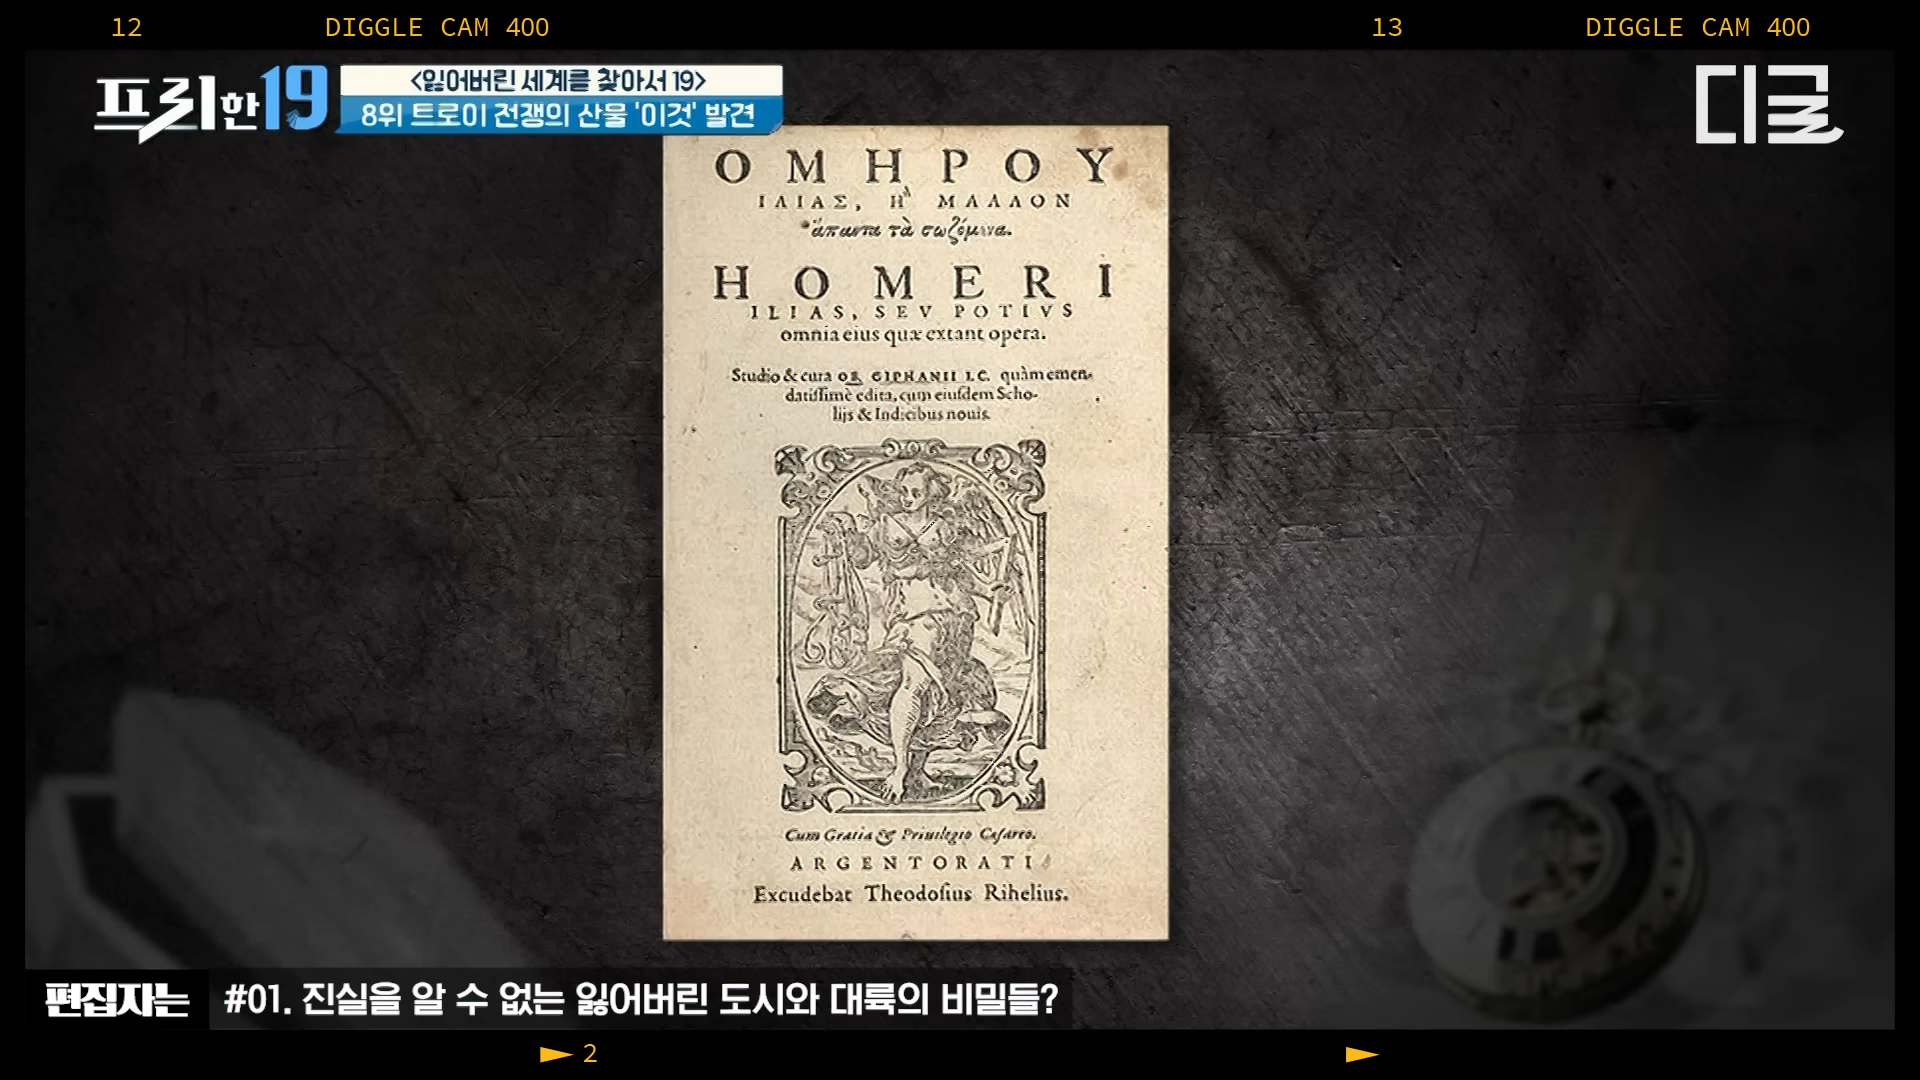 12 DIGGLE CAM 400 13 DIGGLE CAM 400
프리한19
<잃어버린 세계를 찾아서 19>
8위 트로이 전쟁의 산물 '이것' 발견
디글
ΟΜΗΡΟΥ
ΙΛΙΑΣ, Ἢ ΜΑΛΛΟΝ
ἅπαντα τὰ σωζόμενα.
HOMERI
ILIAS, SEV POTIVS
omnia eius quæ extant opera.
Studio & cura OB. GIPHANII I.C. quàm emen-
datiſſimè edita, cum eiuſdem Scho-
lijs & Indicibus nouis.
Cum Gratia & Priuilegio Ceſareo.
ARGENTORATI
Excudebat Theodoſius Rihelius.
편집자는
#01. 진실을 알 수 없는 잃어버린 도시와 대륙의 비밀들?
2